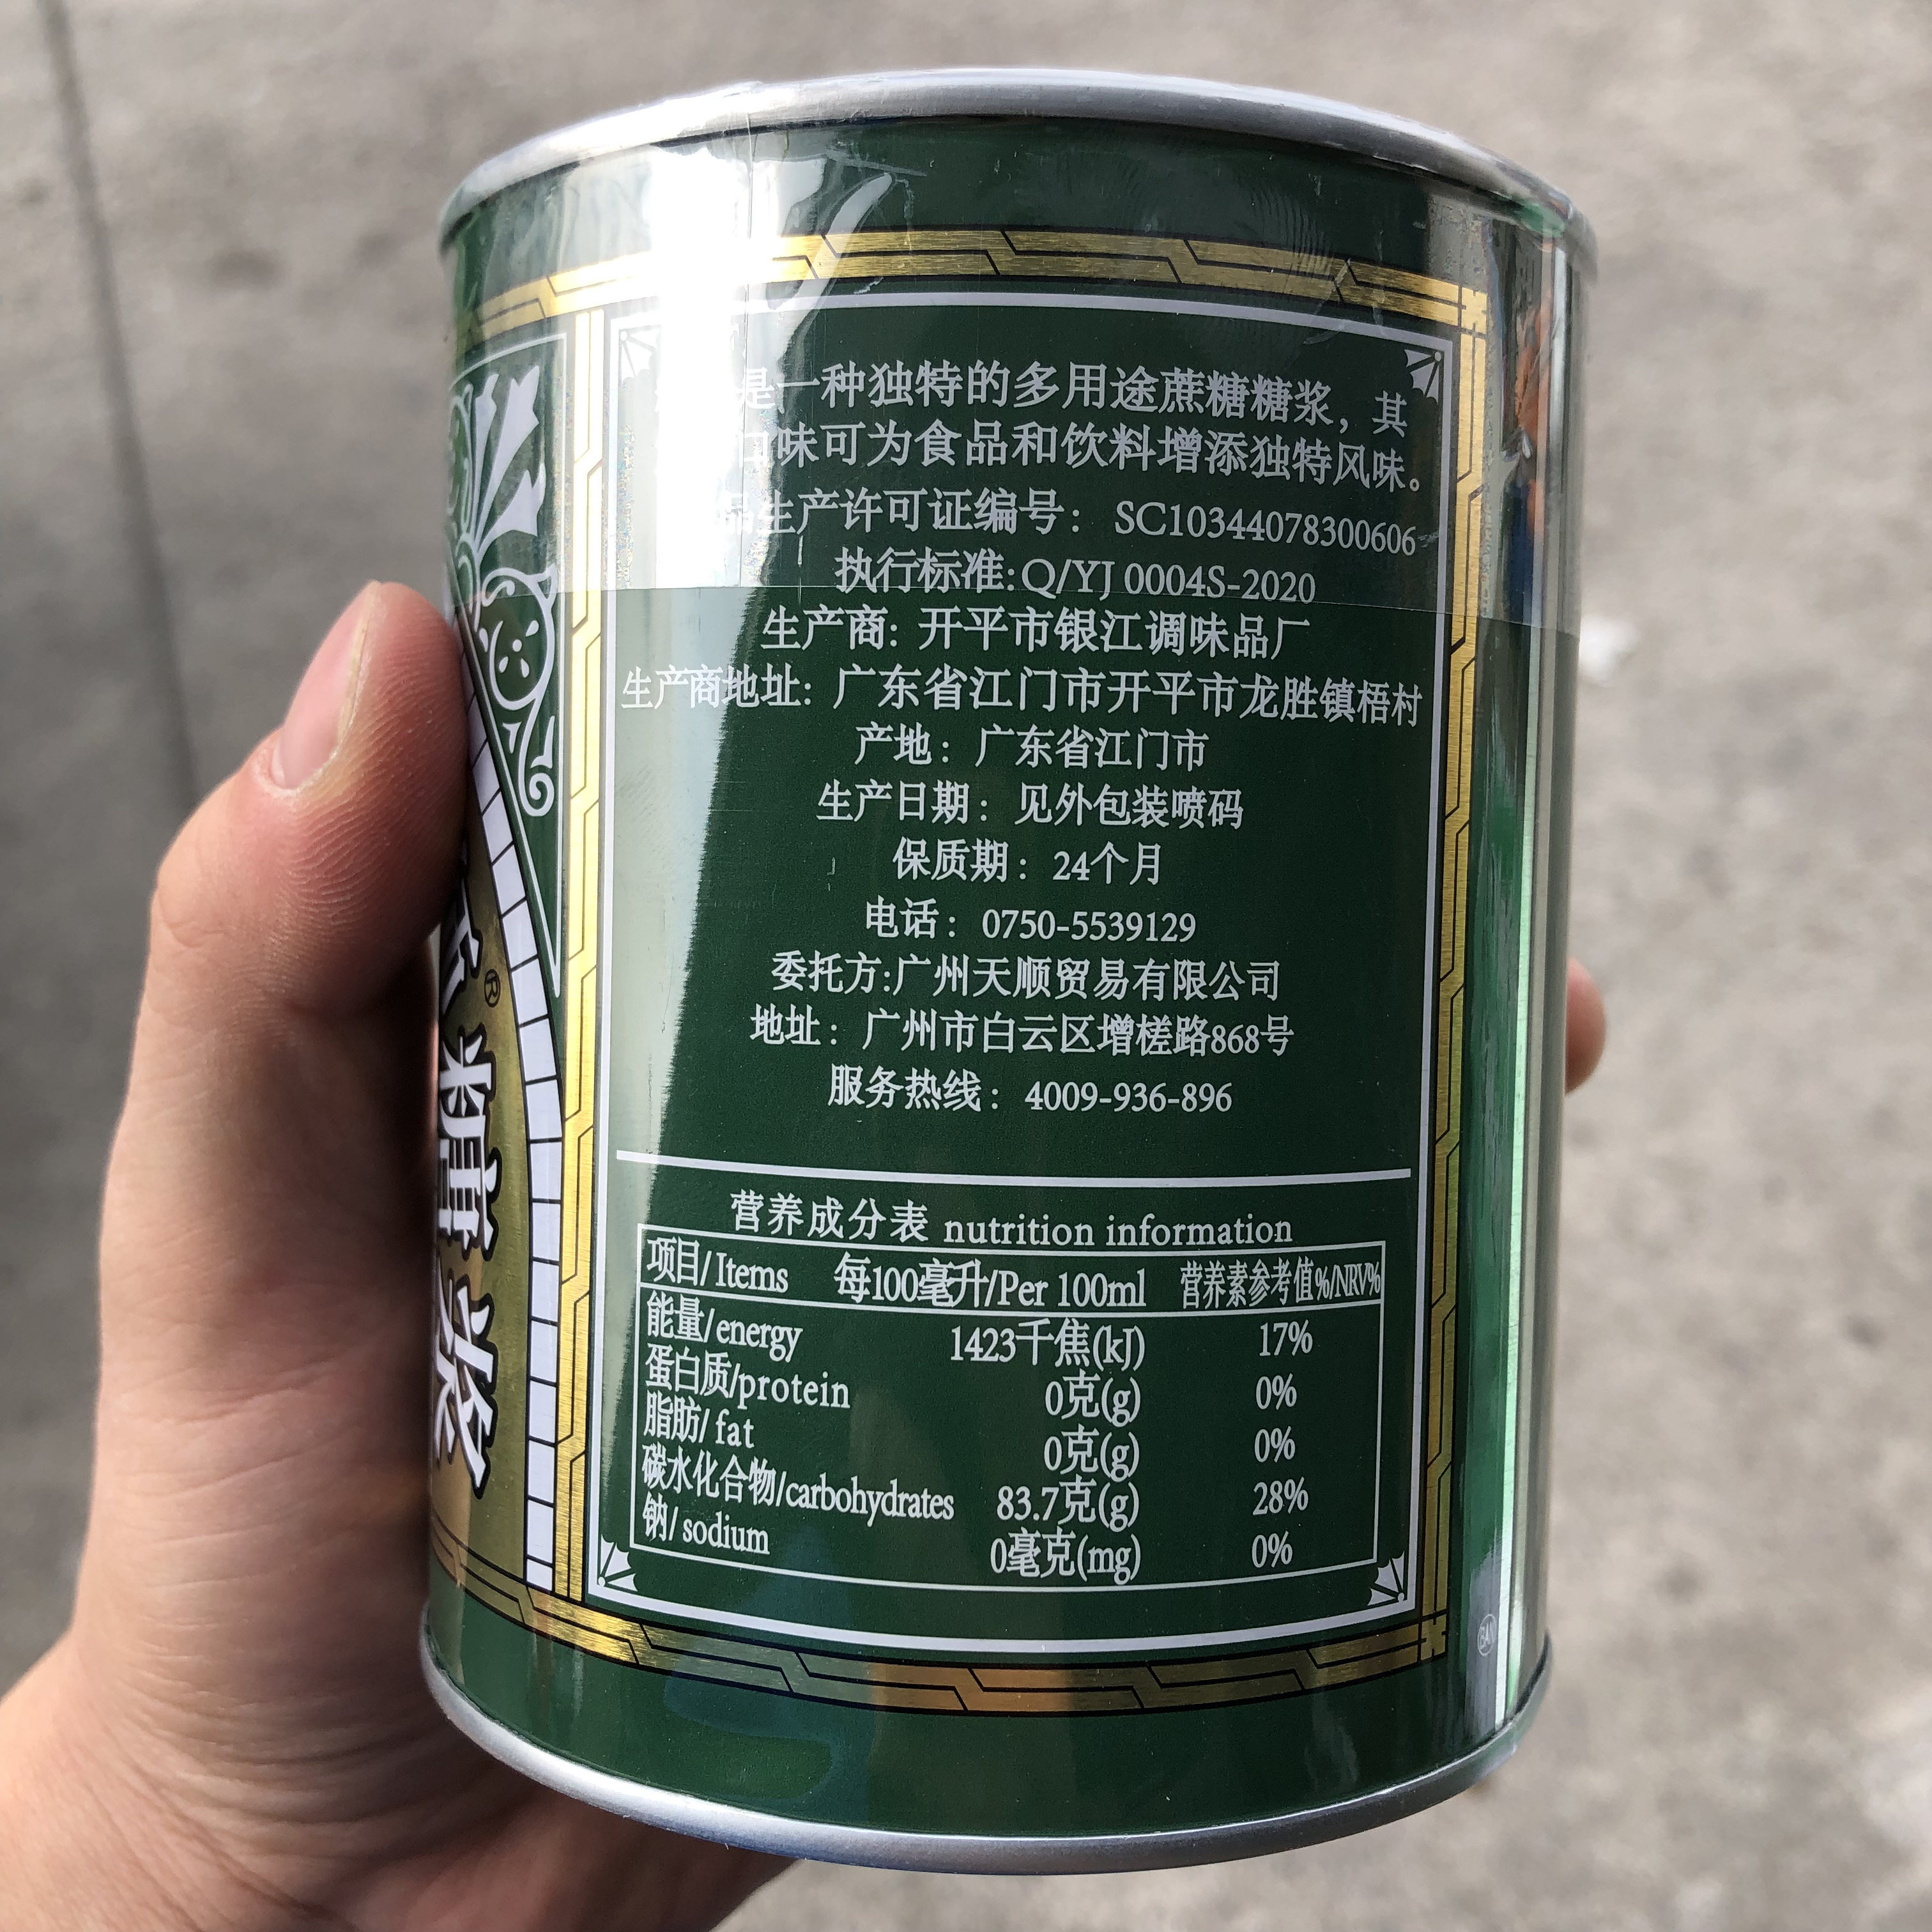 是一种独特的多用途蔗糖糖浆，其
口味可为食品和饮料增添独特风味。
品生产许可证编号： SC10344078300606
执行标准:Q/YJ 0004S-2020
生产商: 开平市银江调味品厂
生产商地址: 广东省江门市开平市龙胜镇梧村
产地： 广东省江门市
生产日期： 见外包装喷码
保质期： 24个月
电话： 0750-5539129
委托方:广州天顺贸易有限公司
地址： 广州市白云区增槎路868号
服务热线： 4009-936-896
营养成分表 nutrition information
项目/Items 每100毫升/Per 100ml 营养素参考值%/NRV%
能量/energy 1423千焦(kJ) 17%
蛋白质/protein 0克(g) 0%
脂肪/fat 0克(g) 0%
碳水化合物/carbohydrates 83.7克(g) 28%
钠/sodium 0毫克(mg) 0%
®
糖浆